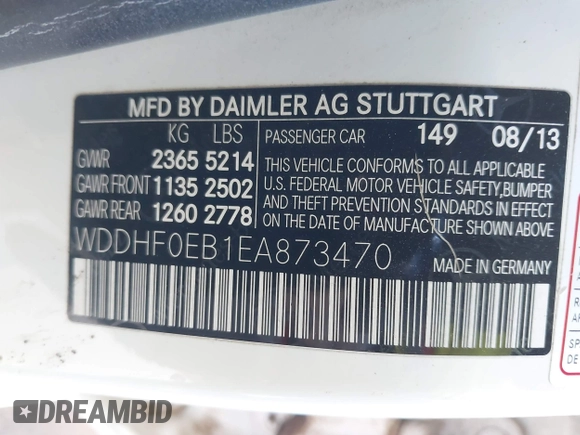 MFD BY DAIMLER AG STUTTGART
KG LBS
PASSENGER CAR 149 08/13
GVWR 2365 5214
GAWR FRONT 1135 2502
GAWR REAR 1260 2778
THIS VEHICLE CONFORMS TO ALL APPLICABLE
U.S. FEDERAL MOTOR VEHICLE SAFETY, BUMPER
AND THEFT PREVENTION STANDARDS IN EFFECT
ON THE DATE OF MANUFACTURE SHOWN ABOVE.
WDDHF0EB1EA873470
MADE IN GERMANY
SP
DE
DREAMBID